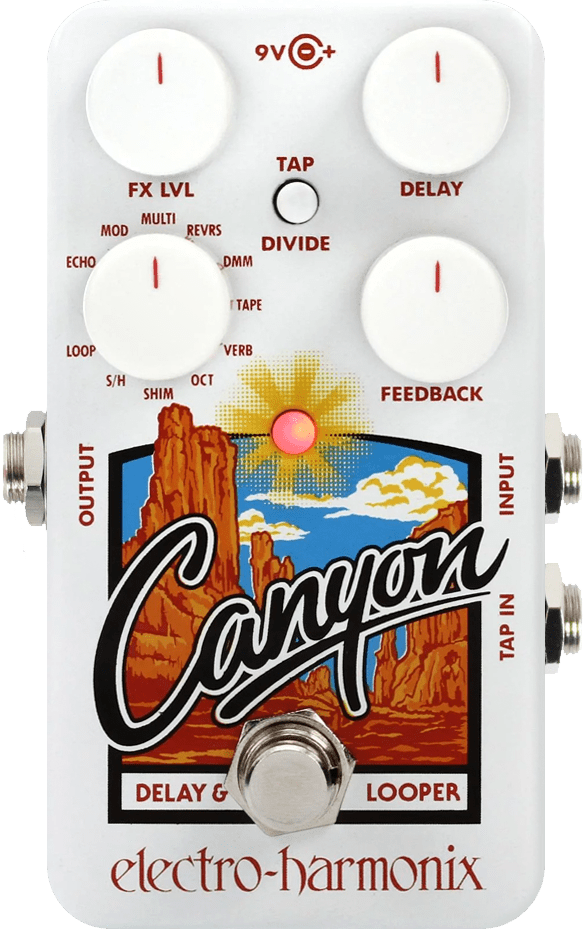 9V - +
FX LVL
TAP
DELAY
DIVIDE
MULTI
MOD
REVRS
ECHO
DMM
TAPE
LOOP
VERB
S/H
OCT
SHIM
FEEDBACK
OUTPUT
INPUT
TAP IN
Canyon
DELAY & LOOPER
electro-harmonix